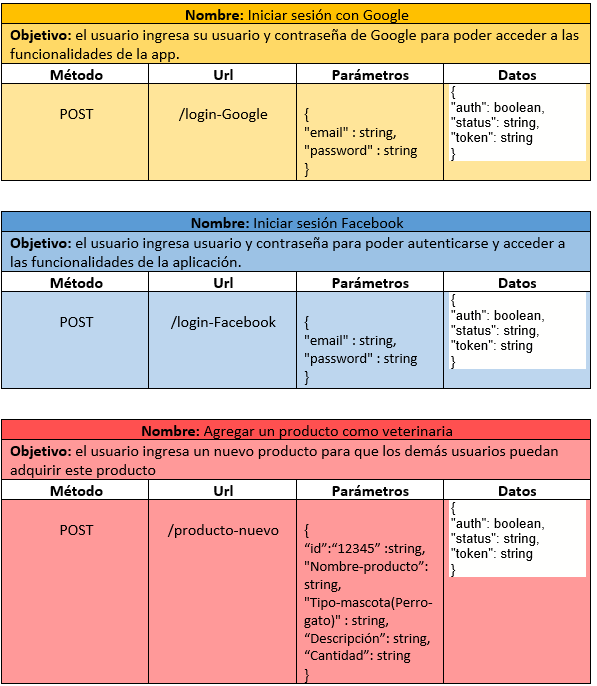 Nombre: Iniciar sesión con Google
Objetivo: el usuario ingresa su usuario y contraseña de Google para poder acceder a las
funcionalidades de la app.
Método Url Parámetros Datos
POST
/login-Google
{
"email" : string,
"password" : string
}
{
"auth": boolean,
"status": string,
"token": string
}
Nombre: Iniciar sesión Facebook
Objetivo: el usuario ingresa usuario y contraseña para poder autenticarse y acceder a
las funcionalidades de la aplicación.
Método Url Parámetros Datos
POST
/login-Facebook
{
"email" : string,
"password" : string
}
{
"auth": boolean,
"status": string,
"token": string
}
Nombre: Agregar un producto como veterinaria
Objetivo: el usuario ingresa un nuevo producto para que los demás usuarios puedan
adquirir este producto
Método Url Parámetros Datos
POST
/producto-nuevo
{
“id”:“12345” :string,
"Nombre-producto”:
string,
"Tipo-mascota(Perro-
gato)" : string,
“Descripción”: string,
“Cantidad”: string
}
{
"auth": boolean,
"status": string,
"token": string
}